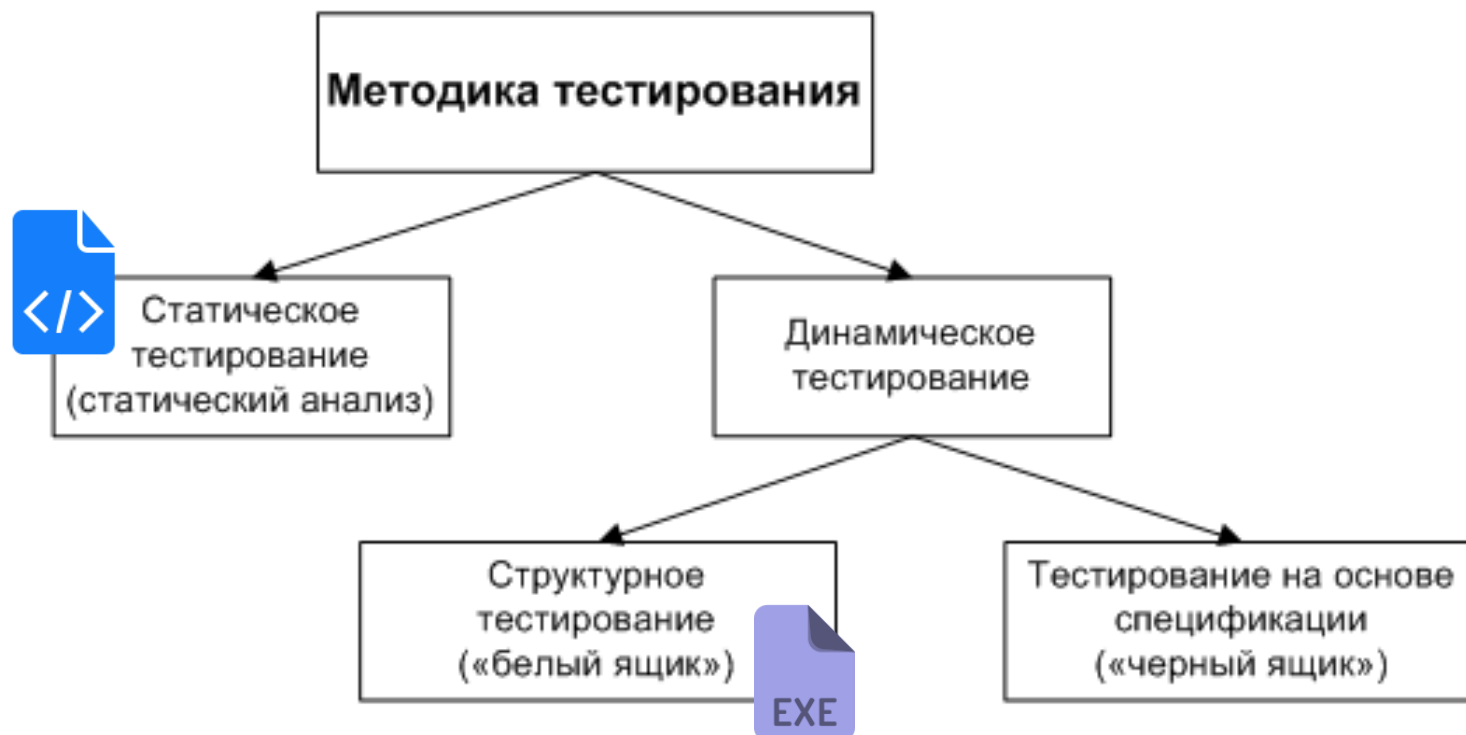 Методика тестирования
</>
Статическое
тестирование
(статический анализ)
Динамическое
тестирование
Структурное
тестирование
(«белый ящик»)
EXE
Тестирование на основе
спецификации
(«черный ящик»)